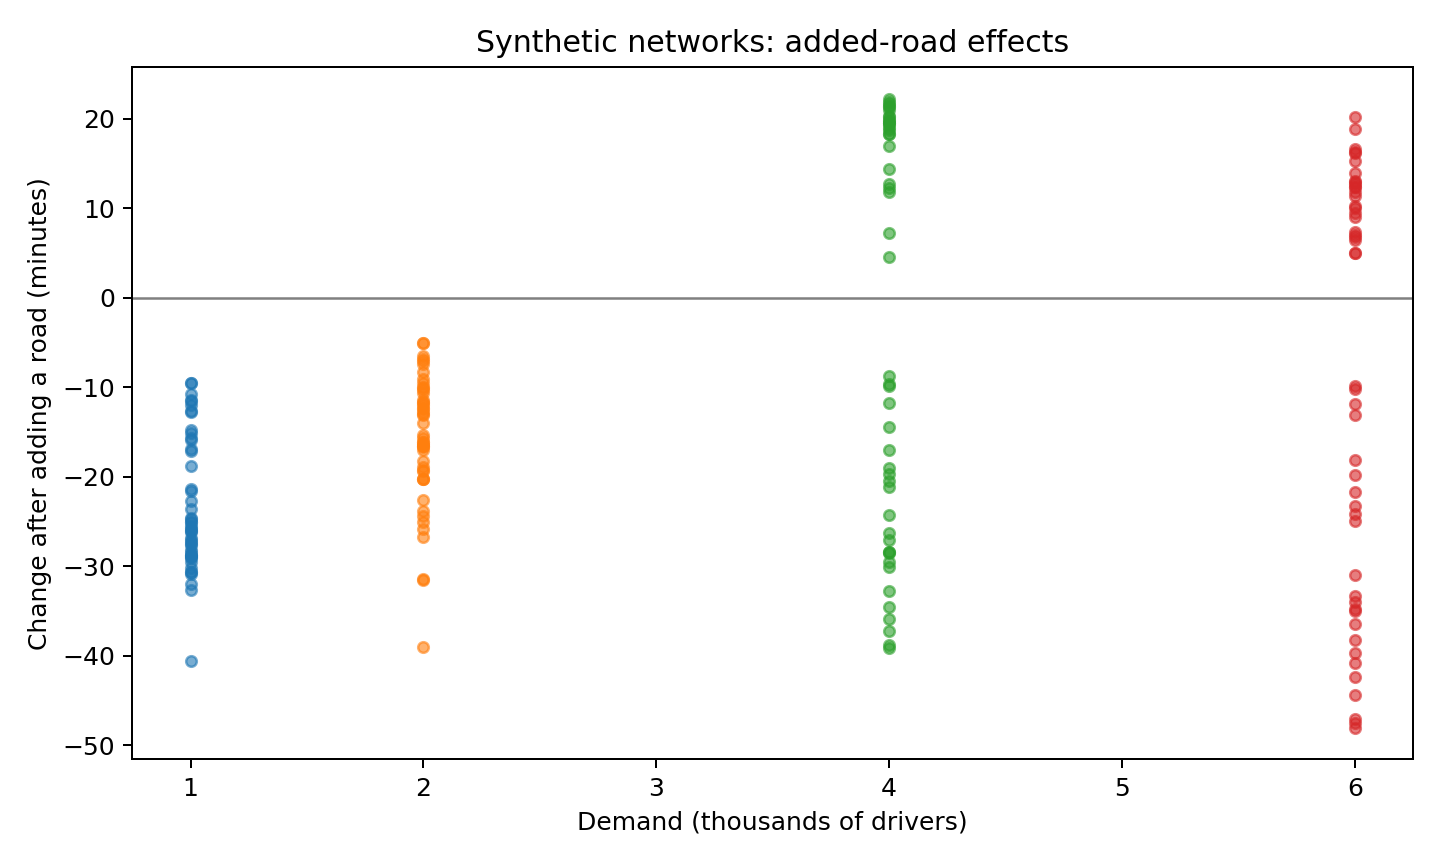 Synthetic networks: added-road effects
Change after adding a road (minutes)
20
10
0
−10
−20
−30
−40
−50
1 2 3 4 5 6
Demand (thousands of drivers)